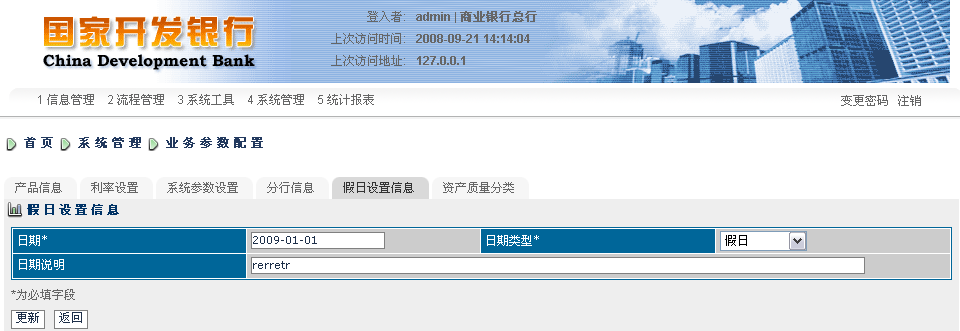 国家开发银行
China Development Bank
登入者: admin | 商业银行总行
上次访问时间: 2008-09-21 14:14:04
上次访问地址: 127.0.0.1
1 信息管理 2 流程管理 3 系统工具 4 系统管理 5 统计报表 变更密码 注销
首页 系统管理 业务参数配置
产品信息 利率设置 系统参数设置 分行信息 假日设置信息 资产质量分类
假日设置信息
日期* 2009-01-01 日期类型* 假日
日期说明 rerretr
*为必填字段
更新 返回